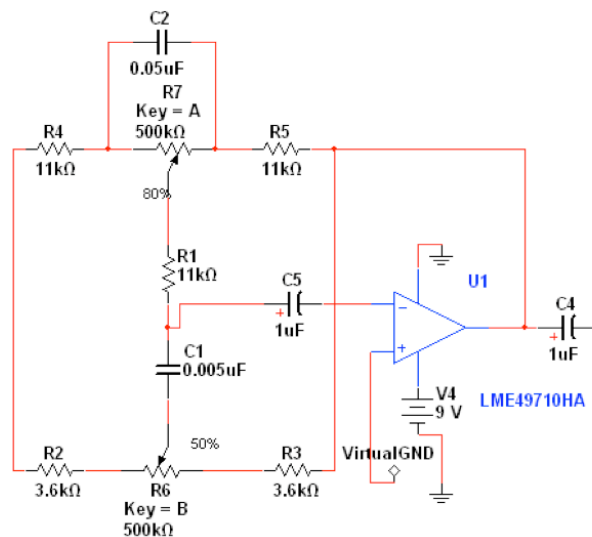 C2
0.05uF
R7
Key = A
500kΩ
R4
11kΩ
R5
11kΩ
80%
R1
11kΩ
C5
+
1uF
U1
−
+
C4
+
1uF
C1
0.005uF
V4
9 V
LME49710HA
50%
VirtualGND
R2
3.6kΩ
R6
Key = B
500kΩ
R3
3.6kΩ